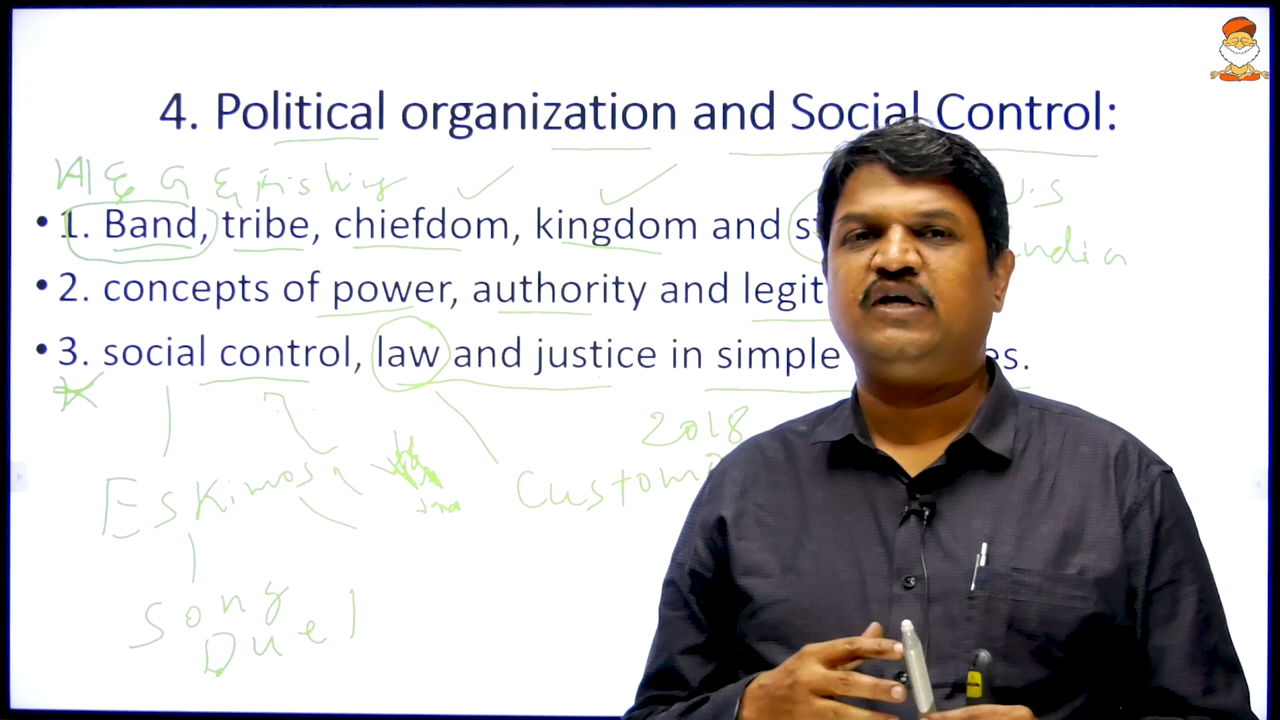 4. Political organization and Social Control:
H & G & Fishing
U.S
• 1. Band, tribe, chiefdom, kingdom and s
India
• 2. concepts of power, authority and legit
• 3. social control, law and justice in simple es.
2018
Eskimos
Custom
Song
Duel